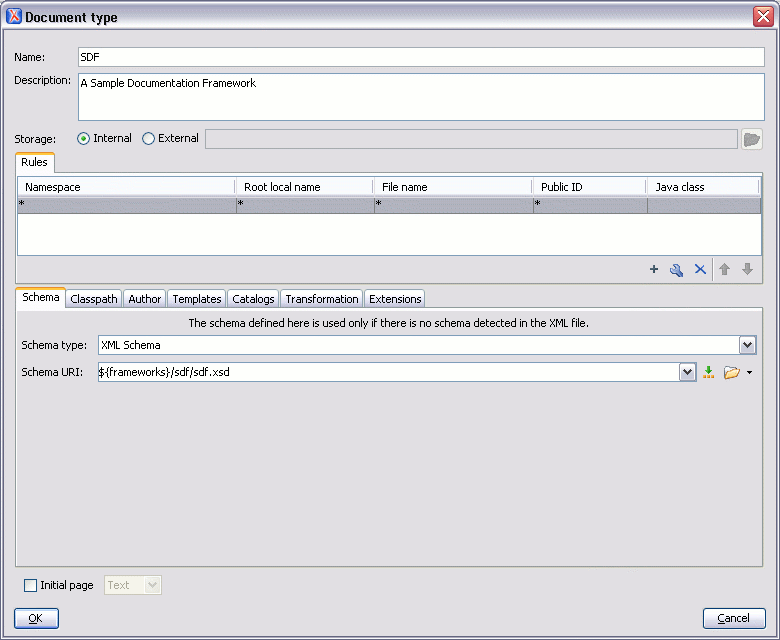 Document type
Name: SDF
Description: A Sample Documentation Framework
Storage: Internal External
Rules
Namespace Root local name File name Public ID Java class
* * * *
Schema Classpath Author Templates Catalogs Transformation Extensions
The schema defined here is used only if there is no schema detected in the XML file.
Schema type: XML Schema
Schema URI: ${frameworks}/sdf/sdf.xsd
Initial page Text
OK Cancel